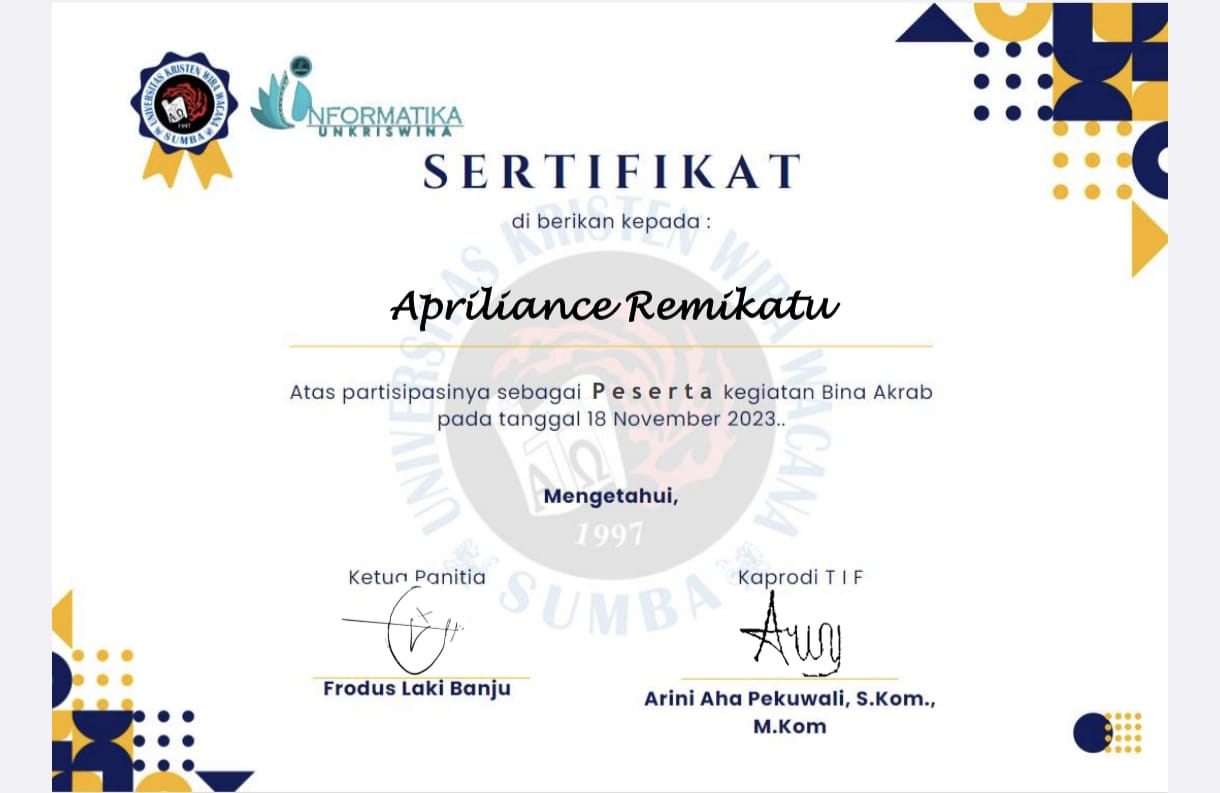 UNIVERSITAS KRISTEN WIRA WACANA
SUMBA
1997
INFORMATIKA
UNKRISWINA
SERTIFIKAT
di berikan kepada :
Apriliance Remikatu
Atas partisipasinya sebagai Peserta kegiatan Bina Akrab
pada tanggal 18 November 2023..
Mengetahui,
UNIVERSITAS KRISTEN WIRA WACANA
ΑΩ
1997
SUMBA
Ketua Panitia
Kaprodi T I F
Frodus Laki Banju
Arini Aha Pekuwali, S.Kom.,
M.Kom